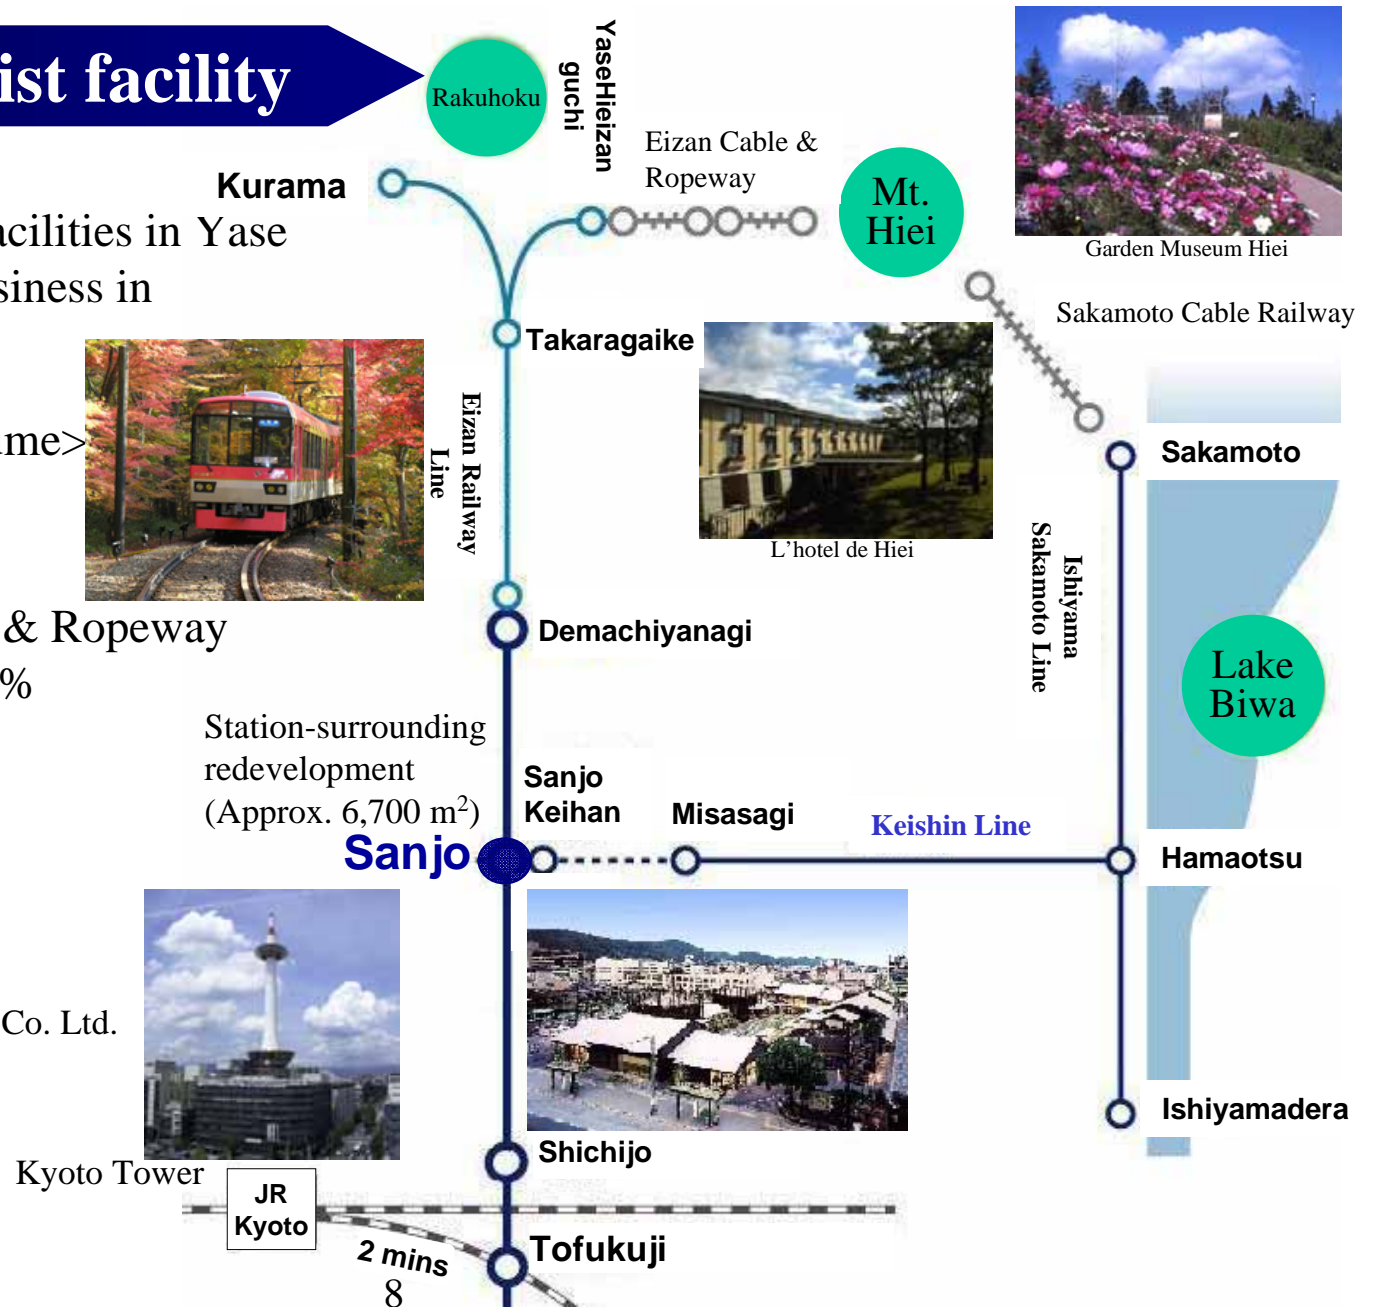 ist facility
Rakuhoku
YaseHieizan
guchi
Eizan Cable &
Ropeway
Mt.
Hiei
Garden Museum Hiei
Kurama
acilities in Yase
siness in
Sakamoto Cable Railway
Takaragaike
ume>
Eizan Railway
Line
L'hotel de Hiei
Sakamoto
Ishiyama
Sakamoto Line
& Ropeway
%
Demachiyanagi
Lake
Biwa
Station-surrounding
redevelopment
(Approx. 6,700 m²)
Sanjo
Keihan
Misasagi
Keishin Line
Sanjo
Hamaotsu
Co. Ltd.
Ishiyamadera
Shichijo
Kyoto Tower
JR
Kyoto
2 mins
Tofukuji
8